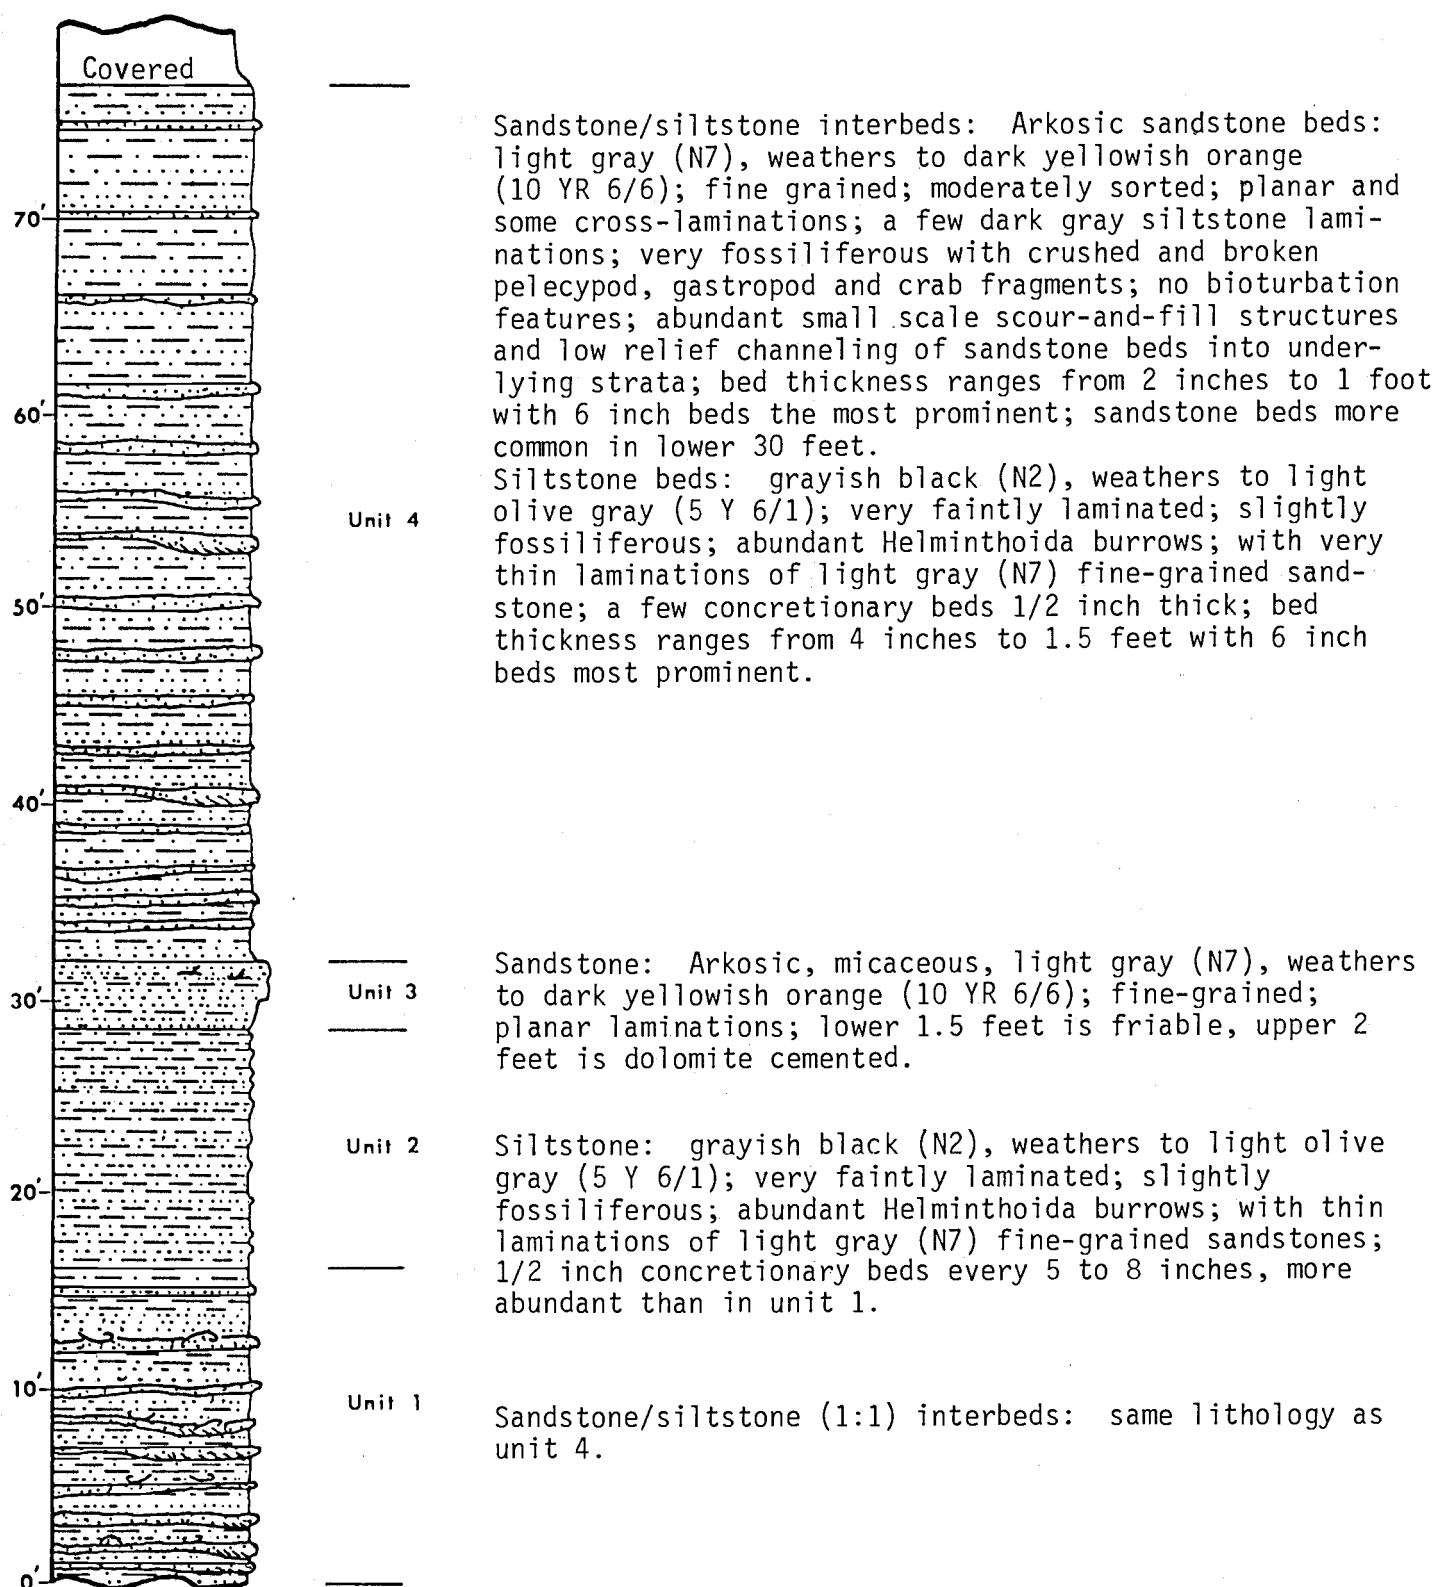 Covered
Sandstone/siltstone interbeds: Arkosic sandstone beds:
light gray (N7), weathers to dark yellowish orange
(10 YR 6/6); fine grained; moderately sorted; planar and
some cross-laminations; a few dark gray siltstone lami-
nations; very fossiliferous with crushed and broken
pelecypod, gastropod and crab fragments; no bioturbation
features; abundant small scale scour-and-fill structures
and low relief channeling of sandstone beds into under-
lying strata; bed thickness ranges from 2 inches to 1 foot
with 6 inch beds the most prominent; sandstone beds more
common in lower 30 feet.
Siltstone beds: grayish black (N2), weathers to light
olive gray (5 Y 6/1); very faintly laminated; slightly
fossiliferous; abundant Helminthoida burrows; with very
thin laminations of light gray (N7) fine-grained sand-
stone; a few concretionary beds 1/2 inch thick; bed
thickness ranges from 4 inches to 1.5 feet with 6 inch
beds most prominent.
70'
60'
Unit 4
50'
40'
Sandstone: Arkosic, micaceous, light gray (N7), weathers
to dark yellowish orange (10 YR 6/6); fine-grained;
planar laminations; lower 1.5 feet is friable, upper 2
feet is dolomite cemented.
Unit 3
30'
Unit 2
Siltstone: grayish black (N2), weathers to light olive
gray (5 Y 6/1); very faintly laminated; slightly
fossiliferous; abundant Helminthoida burrows; with thin
laminations of light gray (N7) fine-grained sandstones;
1/2 inch concretionary beds every 5 to 8 inches, more
abundant than in unit 1.
20'
10'
Unit 1
Sandstone/siltstone (1:1) interbeds: same lithology as
unit 4.
0'